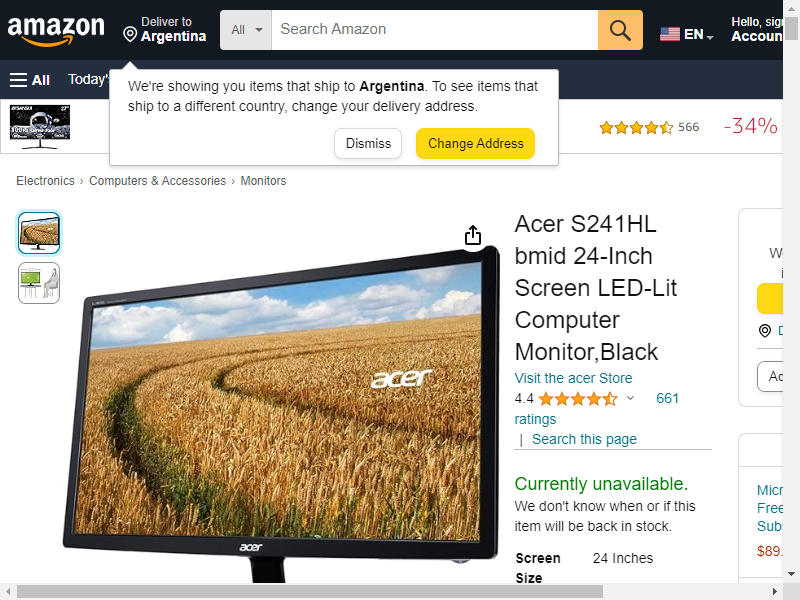 amazon
Deliver to
Argentina
All
Search Amazon
EN
Hello, sig
Accoun
All
Today'
We're showing you items that ship to Argentina. To see items that
ship to a different country, change your delivery address.
Dismiss
Change Address
27"
566
-34%
Electronics › Computers & Accessories › Monitors
Acer S241HL
bmid 24-Inch
Screen LED-Lit
Computer
Monitor,Black
Visit the acer Store
4.4
661
ratings
| Search this page
Currently unavailable.
We don't know when or if this
item will be back in stock.
Screen
Size
24 Inches
acer
acer
W
D
Ad
Micr
Free
Sub
$89.